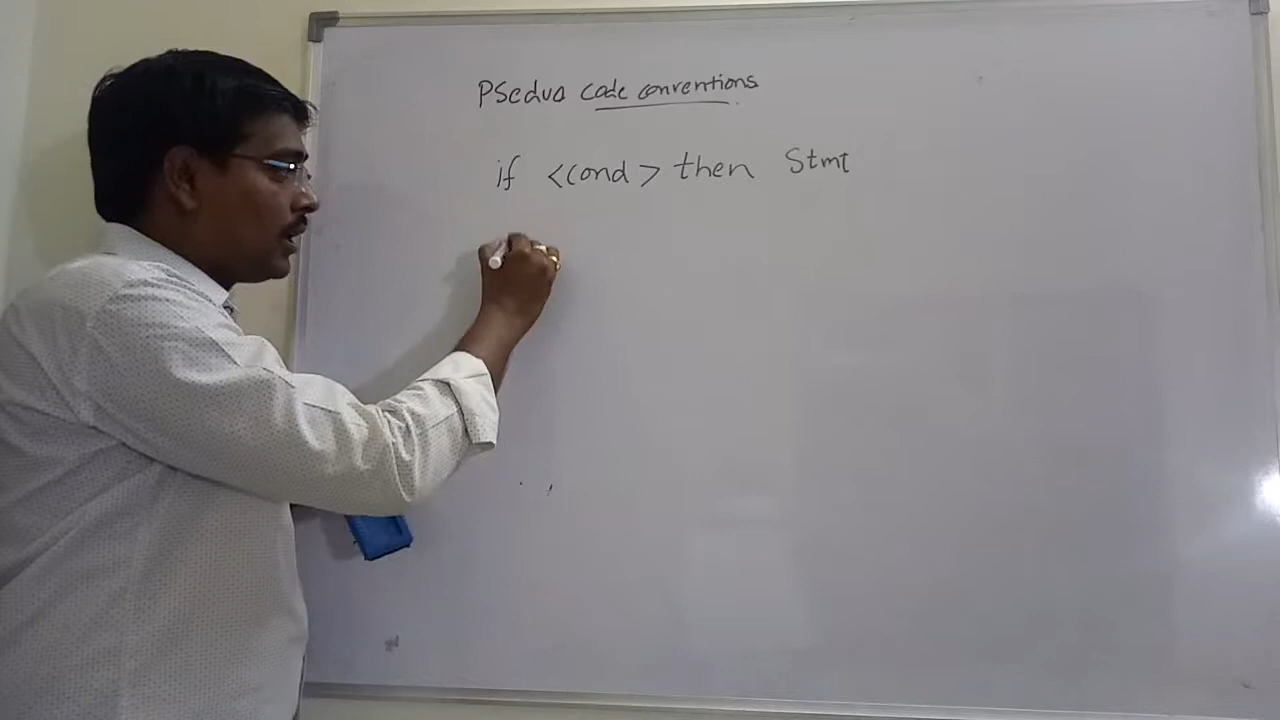 PSedua code conventions
if <cond> then Stmt